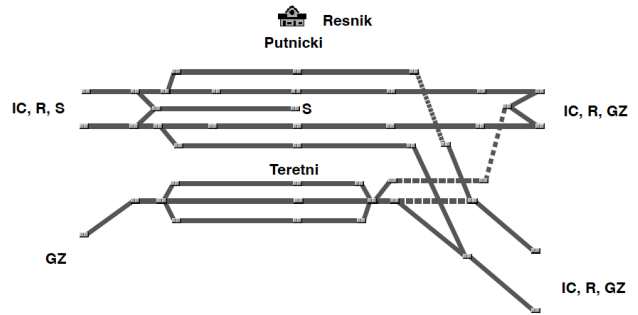 Resnik
Putnicki
IC, R, S
S
IC, R, GZ
Teretni
GZ
IC, R, GZ